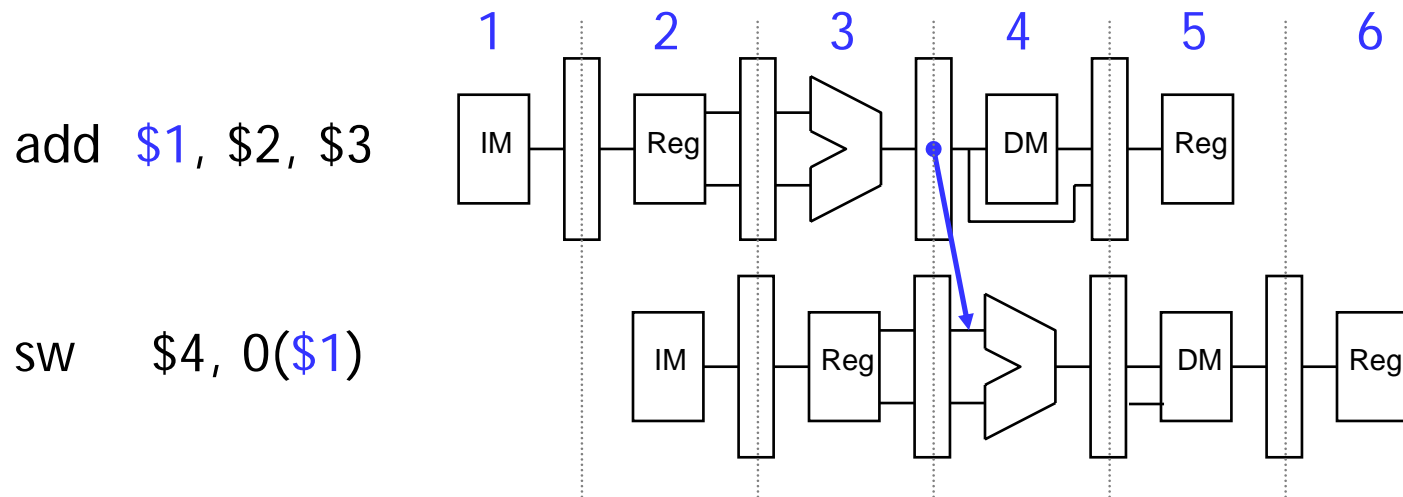 1 2 3 4 5 6
add $1, $2, $3
IM Reg DM Reg
sw $4, 0($1)
IM Reg DM Reg